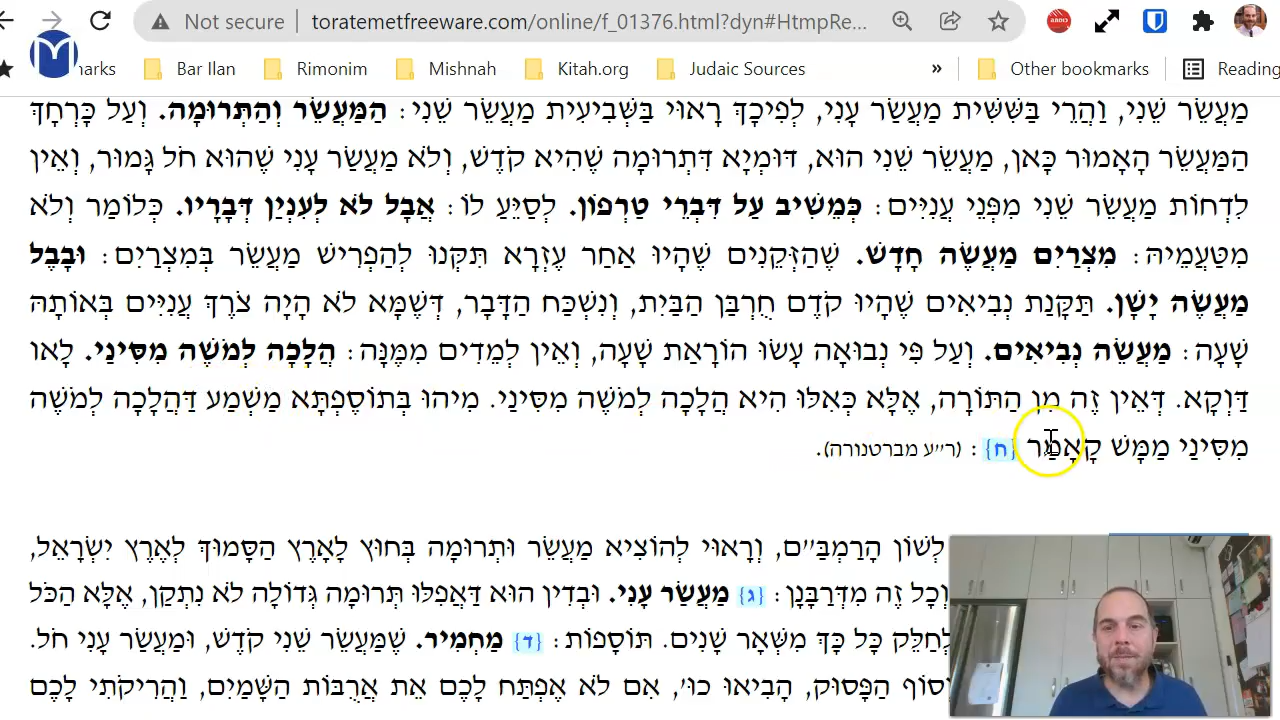 Not secure toratemetfreeware.com/online/f_01376.html?dyn#HtmpRe...
marks Bar Ilan Rimonim Mishnah Kitah.org Judaic Sources » Other bookmarks Reading
מַעֲשֵׂר שֵׁנִי, וַהֲרֵי בַּשִּׁשִּׁית מַעֲשַׂר עָנִי, לְפִיכָךְ רָאוּי בַּשְּׁבִיעִית מַעֲשֵׂר שֵׁנִי: הַמַּעֲשֵׂר וְהַתְּרוּמָה. וְעַל כָּרְחָךְ
הַמַּעֲשֵׂר הָאָמוּר כָּאן, מַעֲשֵׂר שֵׁנִי הוּא, דּוּמְיָא דִּתְרוּמָה שֶׁהִיא קֹדֶשׁ, וְלֹא מַעֲשַׂר עָנִי שֶׁהוּא חֹל גָּמוּר, וְאֵין
לִדְחוֹת מַעֲשֵׂר שֵׁנִי מִפְּנֵי עֲנִיִּים: כְּמֵשִׁיב עַל דִּבְרֵי טַרְפוֹן. לְסַיֵּעַ לוֹ: אֲבָל לֹא לְעִנְיַן דְּבָרָיו. כְּלוֹמַר וְלֹא
מִטַּעֲמֵיהּ: מִצְרַיִם מַעֲשֶׂה חָדָשׁ. שֶׁהַזְּקֵנִים שֶׁהָיוּ אַחַר עֶזְרָא תִּקְּנוּ לְהַפְרִישׁ מַעֲשֵׂר בְּמִצְרַיִם: וּבָבֶל
מַעֲשֶׂה יָשָׁן. תַּקָּנַת נְבִיאִים שֶׁהָיוּ קֹדֶם חֻרְבַּן הַבַּיִת, וְנִשְׁכַּח הַדָּבָר, דְּשֶׁמָּא לֹא הָיָה צֹרֶךְ עֲנִיִּים בְּאוֹתָהּ
שָׁעָה: מַעֲשֵׂה נְבִיאִים. וְעַל פִּי נְבוּאָה עָשׂוּ הוֹרָאַת שָׁעָה, וְאֵין לְמֵדִים מִמֶּנָּה: הֲלָכָה לְמֹשֶׁה מִסִּינַי. לָאו
דַּוְקָא. דְּאֵין זֶה מִן הַתּוֹרָה, אֶלָּא כְּאִלּוּ הִיא הֲלָכָה לְמֹשֶׁה מִסִּינַי. מִיהוּ בְּתוֹסֶפְתָּא מַשְׁמַע דַּהֲלָכָה לְמֹשֶׁה
מִסִּינַי מַמָּשׁ קָאָמַר {ח}: (ר״ע מברטנורה).
לְשׁוֹן הָרַמְבַּ״ם, וְרָאוּי לְהוֹצִיא מַעֲשֵׂר וּתְרוּמָה בְּחוּץ לָאָרֶץ הַסָּמוּךְ לְאֶרֶץ יִשְׂרָאֵל,
וְכָל זֶה מִדְּרַבָּנָן: {ג} מַעֲשַׂר עָנִי. וּבְדִין הוּא דַּאֲפִלּוּ תְּרוּמָה גְּדוֹלָה לֹא נִתְקַן, אֶלָּא הַכֹּל
לְחַלֵּק כָּל כָּךְ מִשְּׁאָר שָׁנִים. תּוֹסָפוֹת: {ד} מַחְמִיר. שֶׁמַּעֲשֵׂר שֵׁנִי קֹדֶשׁ, וּמַעֲשַׂר עָנִי חֹל.
וְסוֹף הַפָּסוּק, הָבִיאוּ כוּ׳, אִם לֹא אֶפְתַּח לָכֶם אֵת אֲרֻבּוֹת הַשָּׁמַיִם, וַהֲרִיקֹתִי לָכֶם